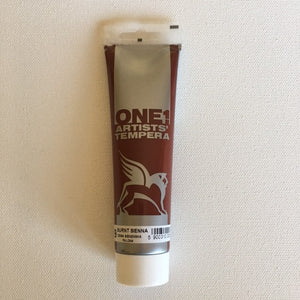 ONE
ARTISTS'
TEMPERA
BURNT SIENNA